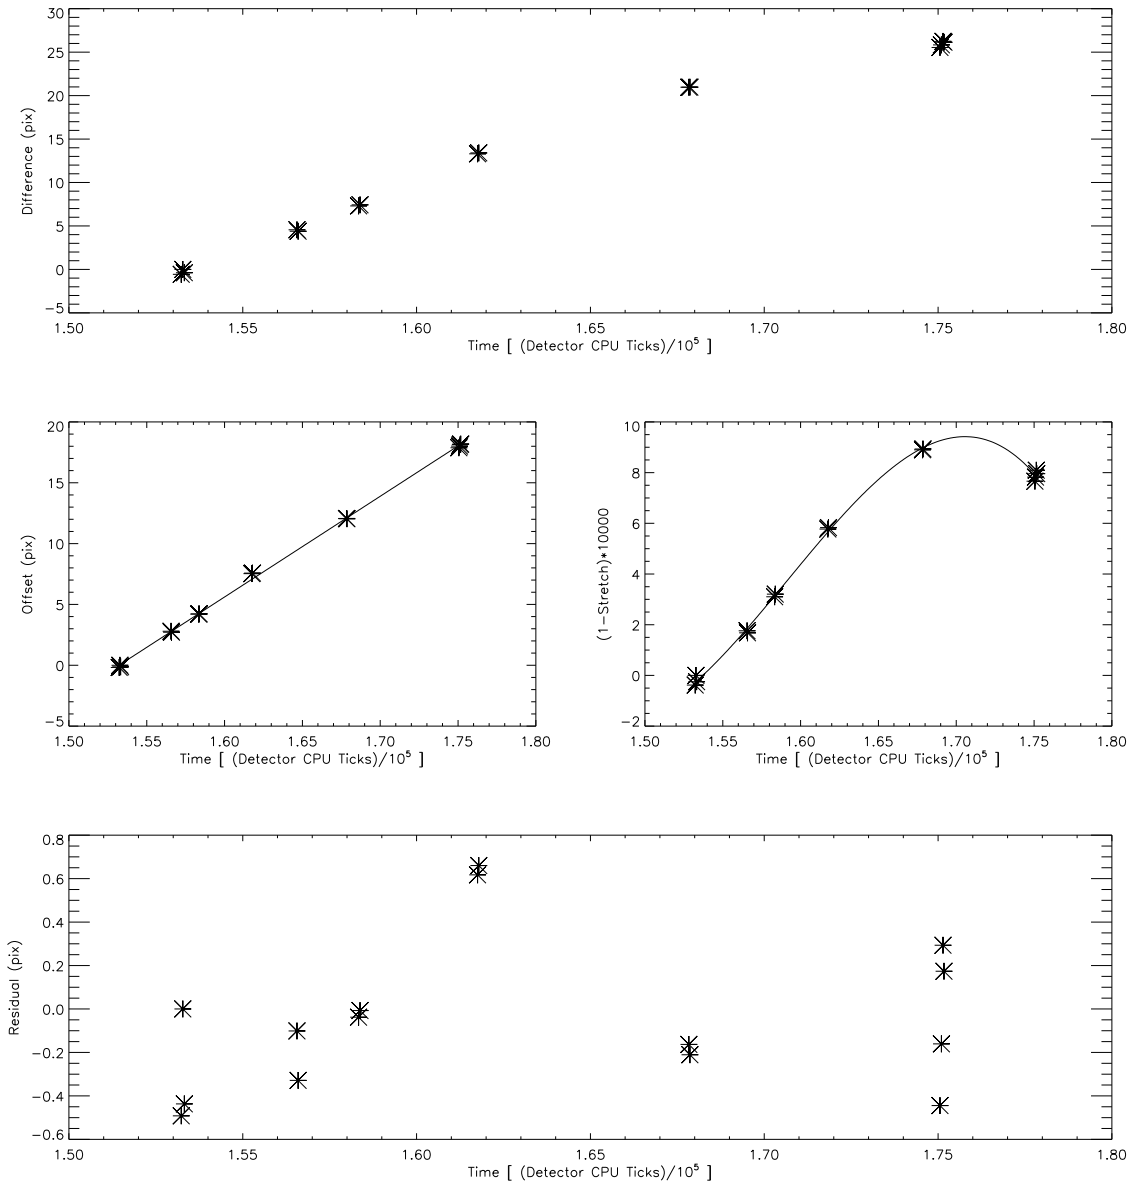 30
25
20
15
10
5
0
−5
Difference (pix)
1.50 1.55 1.60 1.65 1.70 1.75 1.80
Time [ (Detector CPU Ticks)/10⁵ ]
20
15
10
5
0
−5
Offset (pix)
1.50 1.55 1.60 1.65 1.70 1.75 1.80
Time [ (Detector CPU Ticks)/10⁵ ]
10
8
6
4
2
0
−2
(1−Stretch)*10000
1.50 1.55 1.60 1.65 1.70 1.75 1.80
Time [ (Detector CPU Ticks)/10⁵ ]
0.8
0.6
0.4
0.2
0.0
−0.2
−0.4
−0.6
Residual (pix)
1.50 1.55 1.60 1.65 1.70 1.75 1.80
Time [ (Detector CPU Ticks)/10⁵ ]